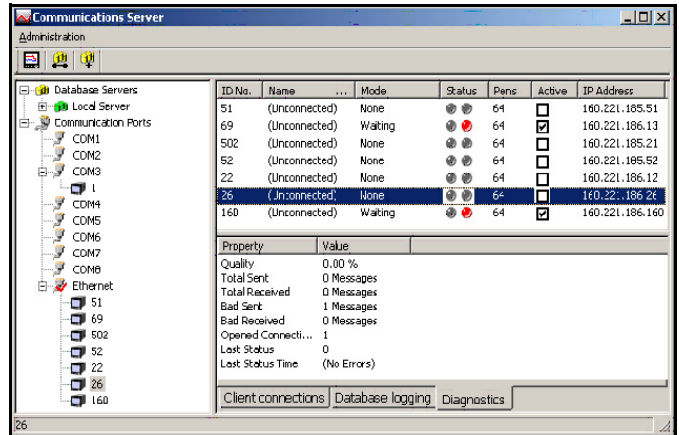 Communications Server
Administration
Database Servers
Local Server
Communication Ports
COM1
COM2
COM3
1
COM4
COM5
COM6
COM7
COM8
Ethernet
51
69
502
52
22
26
160
ID No. Name ... Mode Status Pens Active IP Address
51 (Unconnected) None 64 160.221.185.51
69 (Unconnected) Waiting 64 160.221.186.13
502 (Unconnected) None 64 160.221.185.21
52 (Unconnected) None 64 160.221.185.52
22 (Unconnected) None 64 160.221.186.12
26 (Unconnected) None 64 160.221.186.26
160 (Unconnected) Waiting 64 160.221.186.160
Property Value
Quality 0.00 %
Total Sent 0 Messages
Total Received 0 Messages
Bad Sent 1 Messages
Bad Received 0 Messages
Opened Connecti... 1
Last Status 0
Last Status Time (No Errors)
Client connections Database logging Diagnostics
26